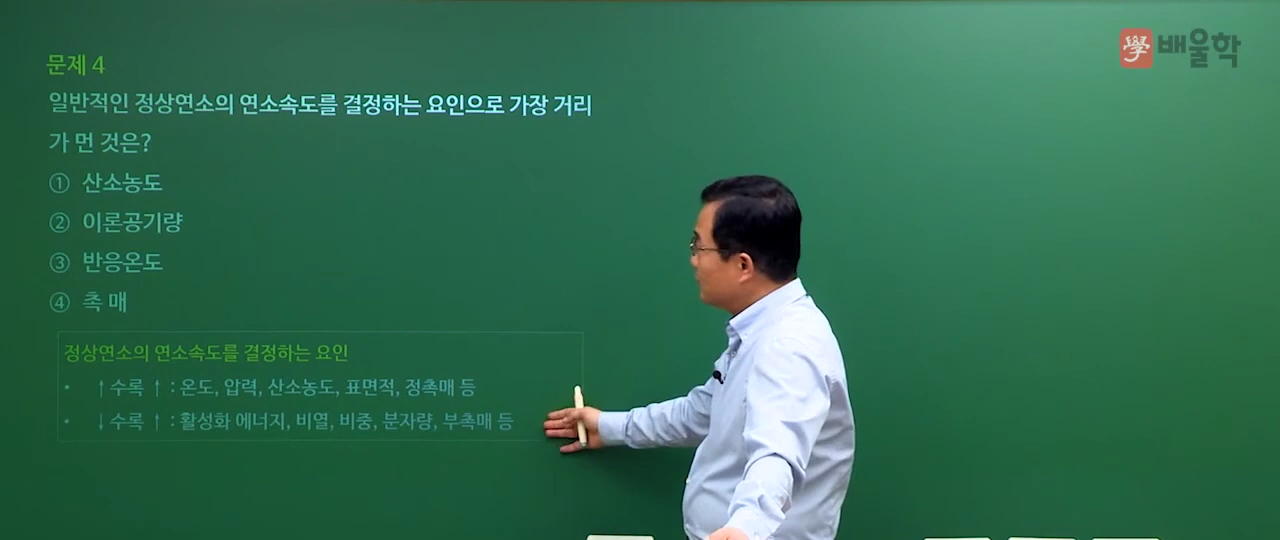 學 배울학
문제 4
일반적인 정상연소의 연소속도를 결정하는 요인으로 가장 거리
가 먼 것은?
① 산소농도
② 이론공기량
③ 반응온도
④ 촉 매
정상연소의 연소속도를 결정하는 요인
• ↑수록 ↑ : 온도, 압력, 산소농도, 표면적, 정촉매 등
• ↓수록 ↑ : 활성화 에너지, 비열, 비중, 분자량, 부촉매 등